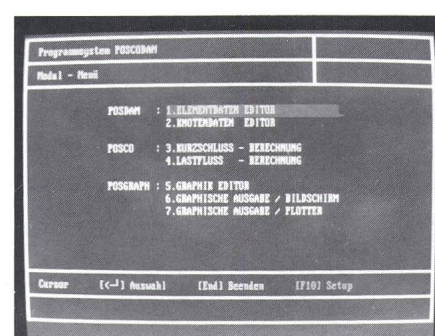 Programmsystem POSCODAM
Modul - Menü
POSDAM : 1.ELEMENTDATEN EDITOR
2.KNOTENDATEN EDITOR
POSCO : 3.KURZSCHLUSS - BERECHNUNG
4.LASTFLUSS - BERECHNUNG
POSGRAPH : 5.GRAPHIK EDITOR
6.GRAPHISCHE AUSGABE / BILDSCHIRM
7.GRAPHISCHE AUSGABE / PLOTTER
Cursor [<─┘] Auswahl [End] Beenden [F10] Setup